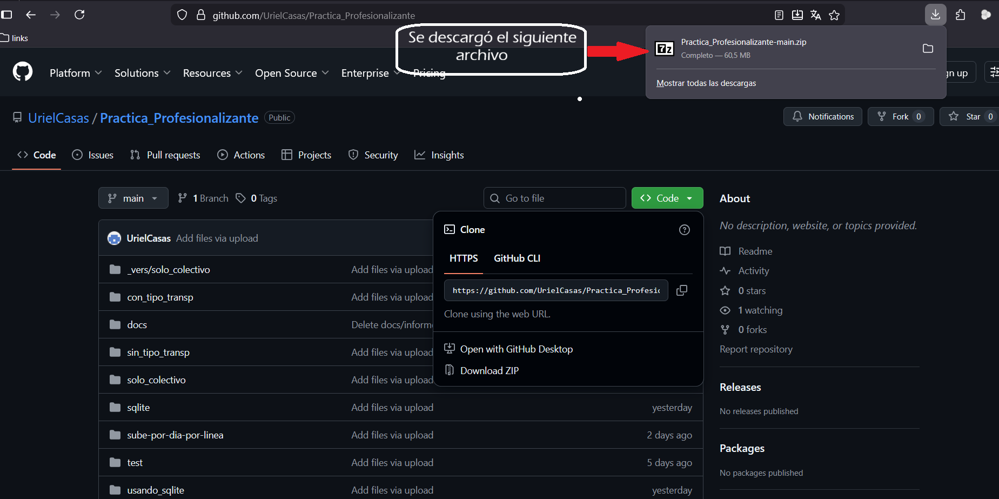 github.com/UrielCasas/Practica_Profesionalizante
links
Se descargó el siguiente
archivo
Practica_Profesionalizante-main.zip
Completo — 60,5 MB
Mostrar todas las descargas
Platform
Solutions
Resources
Open Source
Enterprise
Pricing
gn up
UrielCasas / Practica_Profesionalizante
Public
Notifications
Fork 0
Star 0
Code
Issues
Pull requests
Actions
Projects
Security
Insights
main
1 Branch
0 Tags
Go to file
Code
UrielCasas Add files via upload
_vers/solo_colectivo Add files via upload
con_tipo_transp Add files via upload
docs Delete docs/inform
sin_tipo_transp Add files via upload
solo_colectivo Add files via upload
sqlite Add files via upload yesterday
sube-por-dia-por-linea Add files via upload 2 days ago
test Add files via upload 5 days ago
usando_sqlite Add files via upload yesterday
Clone
HTTPS GitHub CLI
https://github.com/UrielCasas/Practica_Profesi
Clone using the web URL.
Open with GitHub Desktop
Download ZIP
About
No description, website, or topics provided.
Readme
Activity
0 stars
1 watching
0 forks
Report repository
Releases
No releases published
Packages
No packages published